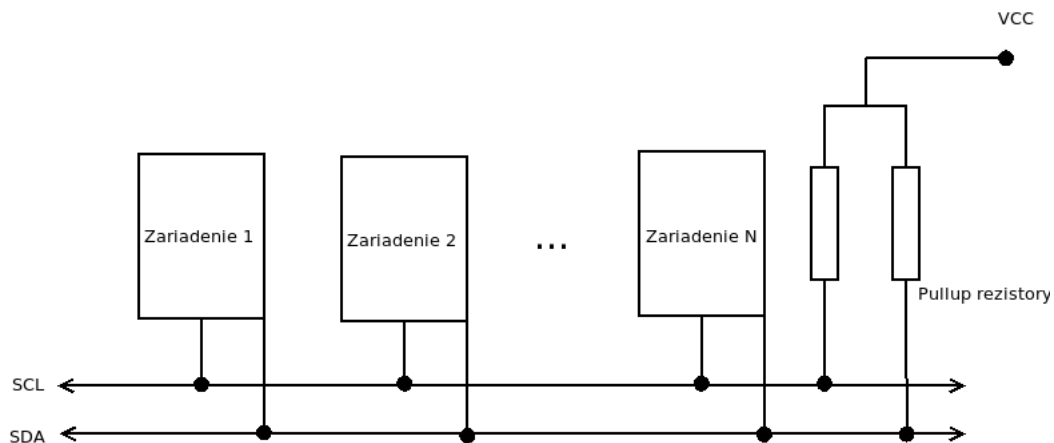 VCC
Zariadenie 1
Zariadenie 2
...
Zariadenie N
Pullup rezistory
SCL
SDA